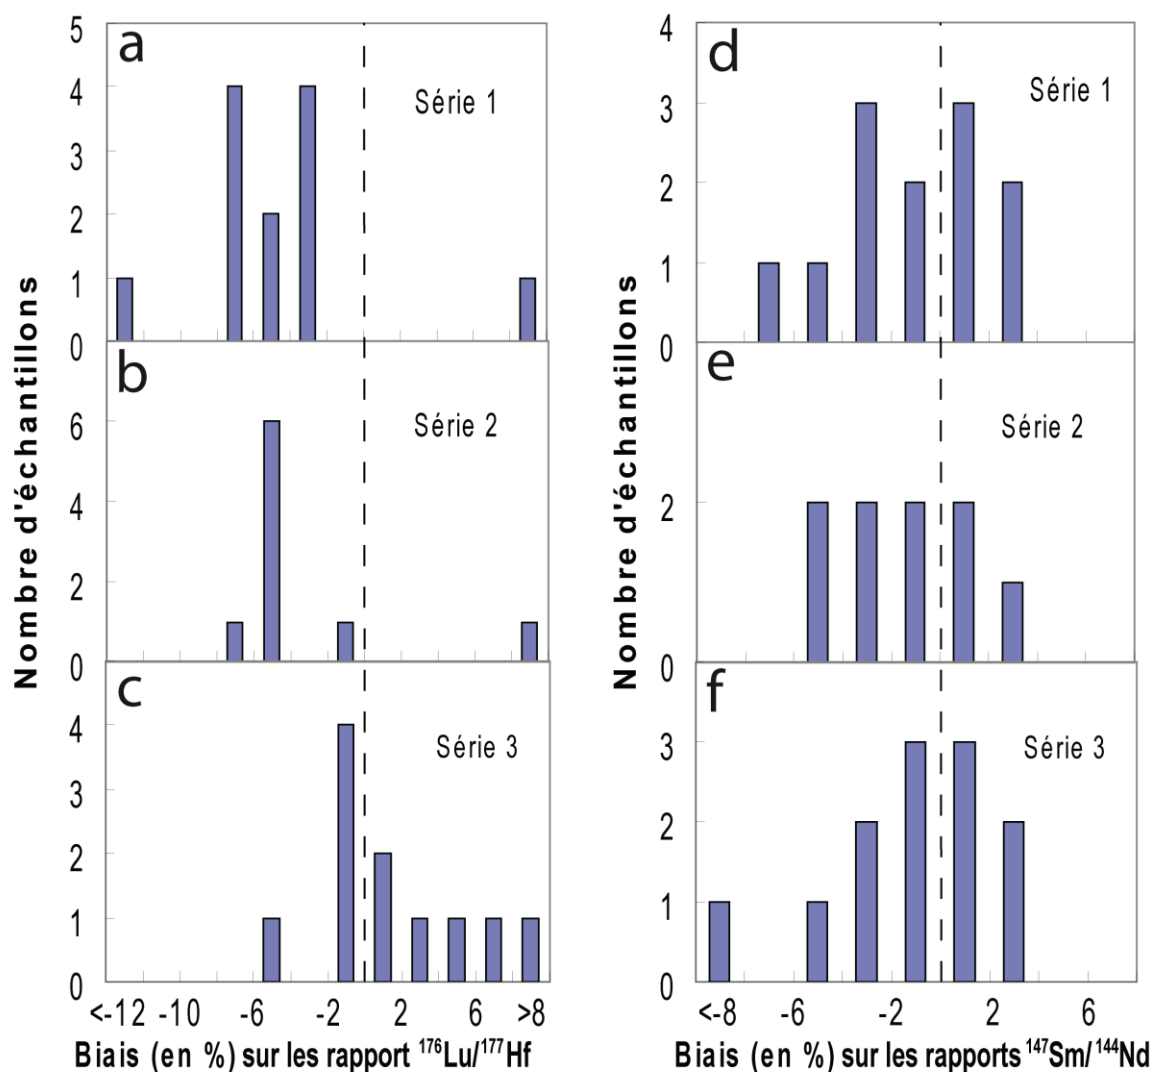 a
Série 1
5
4
3
2
1
0
b
Série 2
6
4
2
0
c
Série 3
4
3
2
1
0
<-12 -10 -6 -2 2 6 >8
Biais (en %) sur les rapport ¹⁷⁶Lu/¹⁷⁷Hf
Nombre d'échantillons
d
Série 1
4
3
2
1
0
e
Série 2
2
0
f
Série 3
3
2
1
0
<-8 -6 -2 2 6
Biais (en %) sur les rapports ¹⁴⁷Sm/¹⁴⁴Nd
Nombre d'échantillons